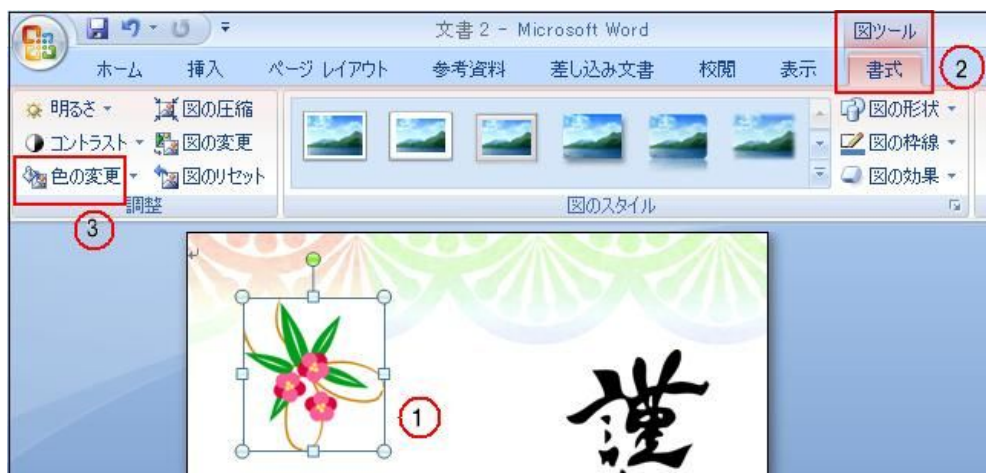 文書 2 - Microsoft Word
図ツール
ホーム 挿入 ページ レイアウト 参考資料 差し込み文書 校閲 表示 書式 2
明るさ 図の圧縮 図の形状
コントラスト 図の変更 図の枠線
色の変更 図のリセット 図の効果
調整 図のスタイル
3
1
謹